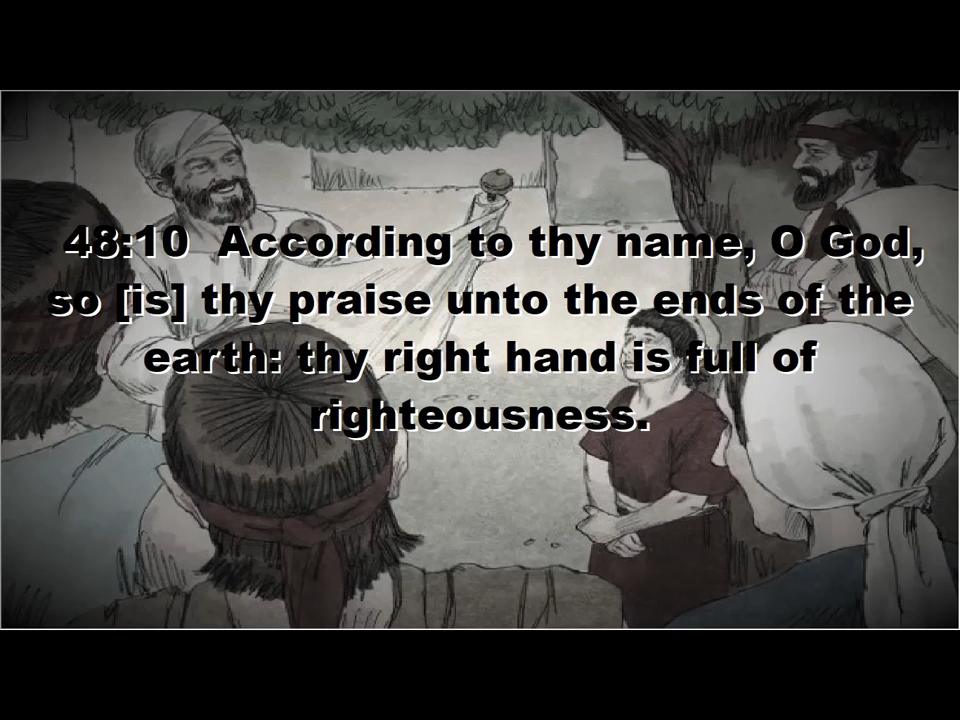 48:10 According to thy name, O God,
so [is] thy praise unto the ends of the
earth: thy right hand is full of
righteousness.